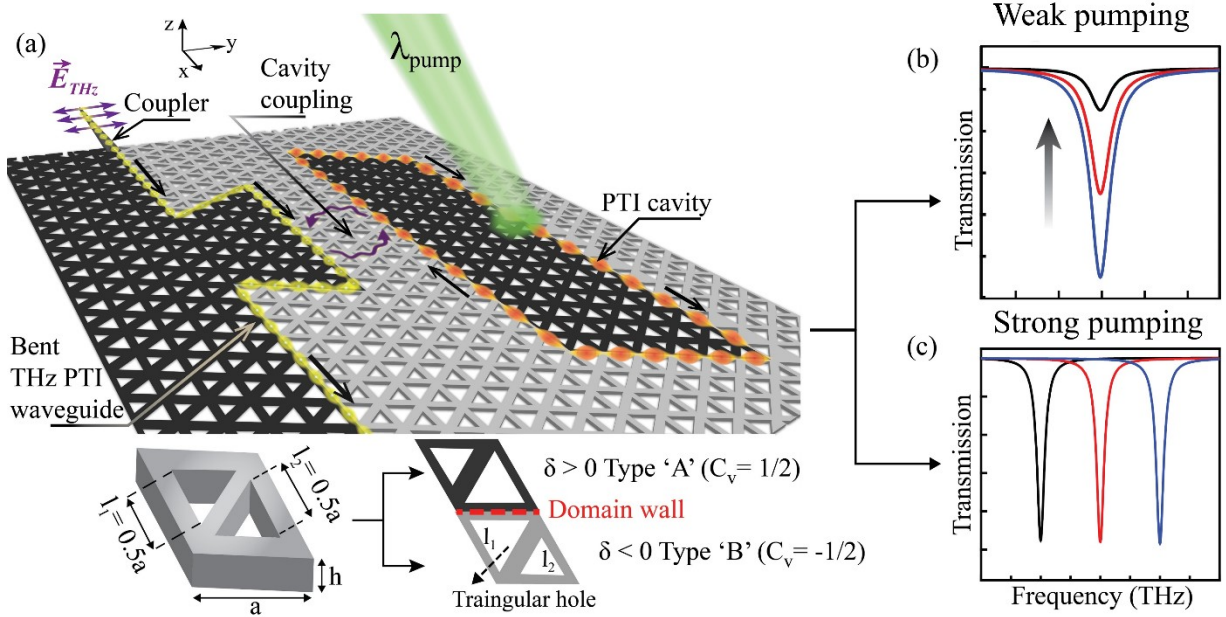 (a)
z
y
x
E⃗THz
Coupler
Cavity
coupling
λpump
PTI cavity
Bent
THz PTI
waveguide
l₁ = 0.5a
l₂ = 0.5a
h
a
δ > 0 Type ‘A’ (Cᵥ= 1/2)
Domain wall
δ < 0 Type ‘B’ (Cᵥ= -1/2)
l₁
l₂
Traingular hole
Weak pumping
(b)
Transmission
Strong pumping
(c)
Transmission
Frequency (THz)